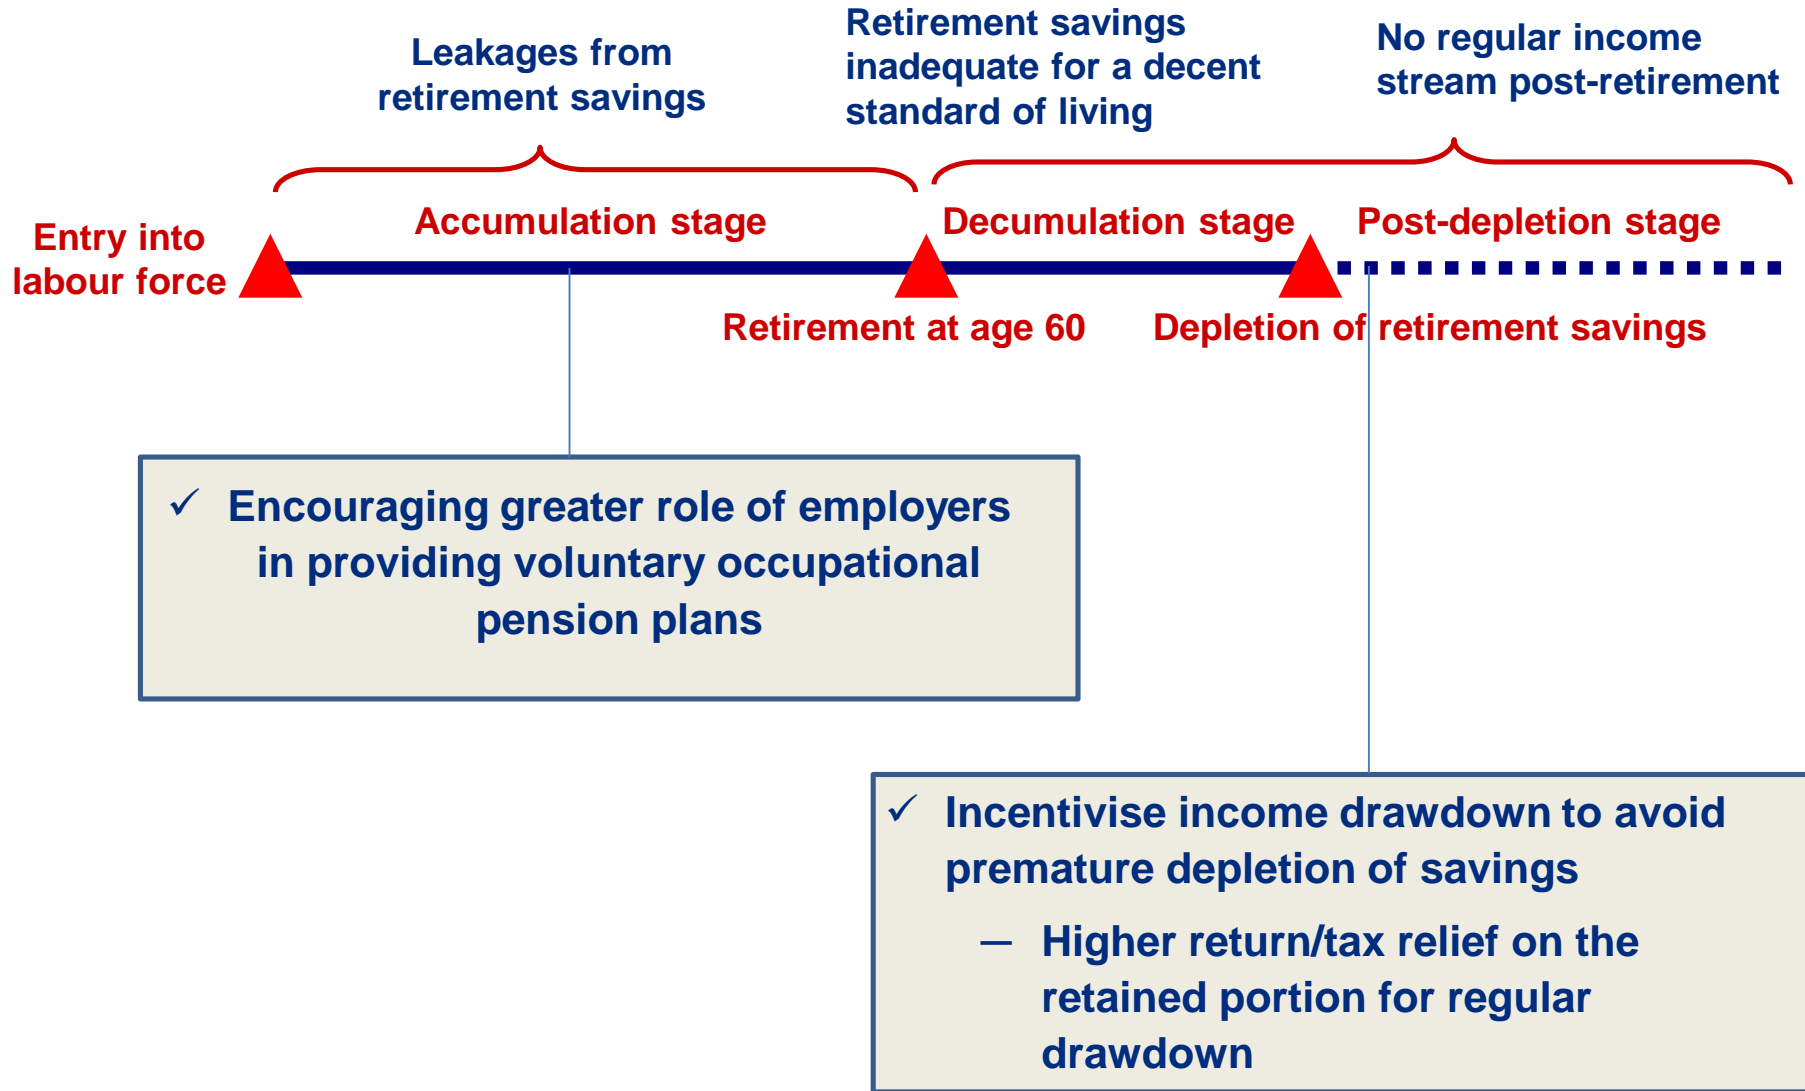 Leakages from
retirement savings
Retirement savings
inadequate for a decent
standard of living
No regular income
stream post-retirement
Entry into
labour force
Accumulation stage
Decumulation stage
Post-depletion stage
Retirement at age 60
Depletion of retirement savings
✓ Encouraging greater role of employers
in providing voluntary occupational
pension plans
✓ Incentivise income drawdown to avoid
premature depletion of savings
— Higher return/tax relief on the
retained portion for regular
drawdown